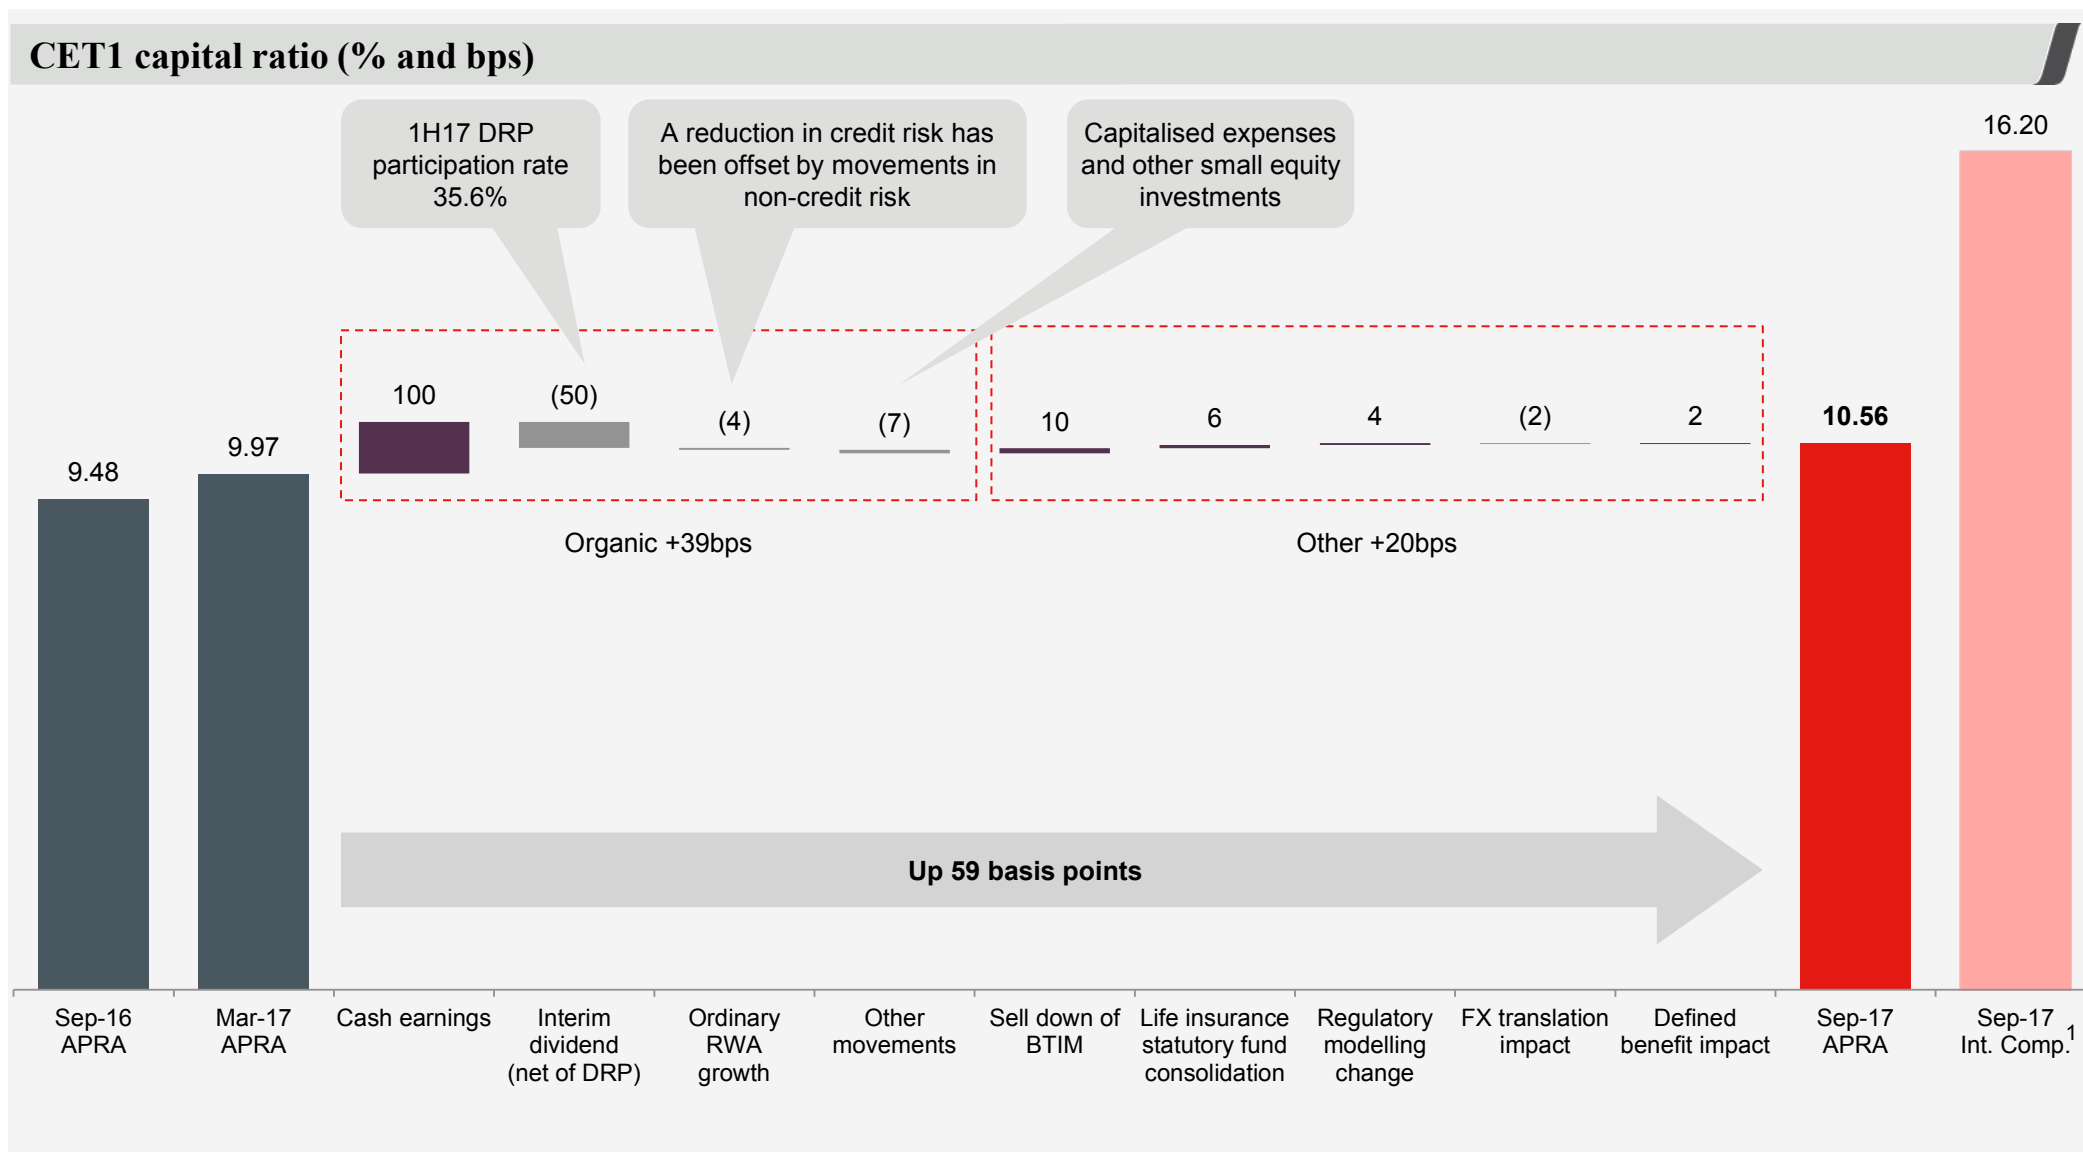 CET1 capital ratio (% and bps)
1H17 DRP
participation rate
35.6%
A reduction in credit risk has
been offset by movements in
non-credit risk
Capitalised expenses
and other small equity
investments
9.48
9.97
100
(50)
(4)
(7)
10
6
4
(2)
2
10.56
16.20
Organic +39bps
Other +20bps
Up 59 basis points
Sep-16
APRA
Mar-17
APRA
Cash earnings
Interim
dividend
(net of DRP)
Ordinary
RWA
growth
Other
movements
Sell down of
BTIM
Life insurance
statutory fund
consolidation
Regulatory
modelling
change
FX translation
impact
Defined
benefit impact
Sep-17
APRA
Sep-17
Int. Comp.1